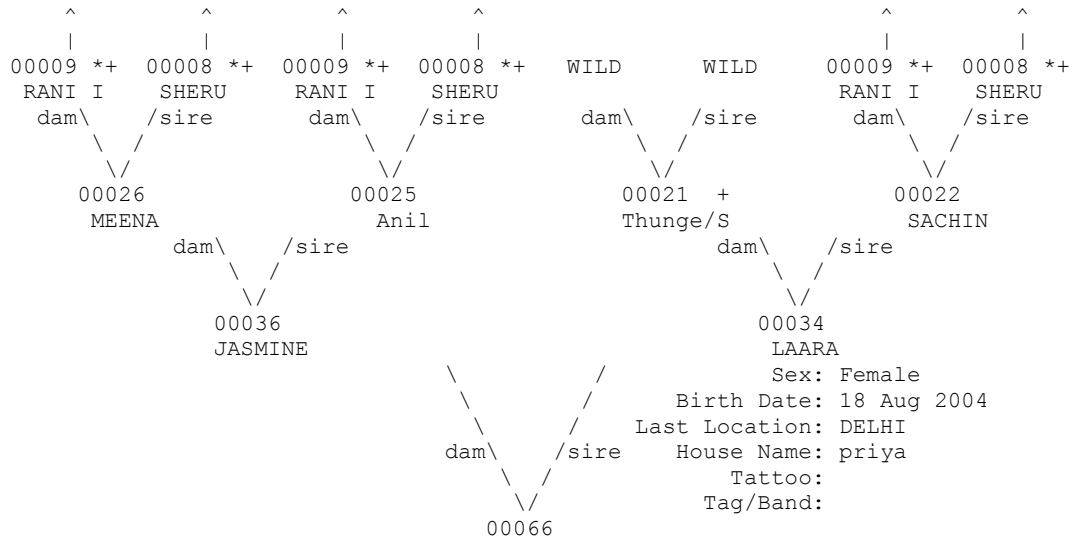 ^ ^ ^ ^ ^ ^
| | | | | |
00009 *+ 00008 *+ 00009 *+ 00008 *+ WILD WILD 00009 *+ 00008 *+
RANI I SHERU RANI I SHERU RANI I SHERU
dam\ /sire dam\ /sire dam\ /sire dam\ /sire
\ / \ / \ / \ /
\/ \/ \/ \/
00026 00025 00021 + 00022
MEENA Anil Thunge/S SACHIN
dam\ /sire dam\ /sire
\ / \ /
\/ \/
00036 00034
JASMINE LAARA
\ / Sex: Female
\ / Birth Date: 18 Aug 2004
\ / Last Location: DELHI
dam\ /sire House Name: priya
\ / Tattoo:
\/ Tag/Band:
00066